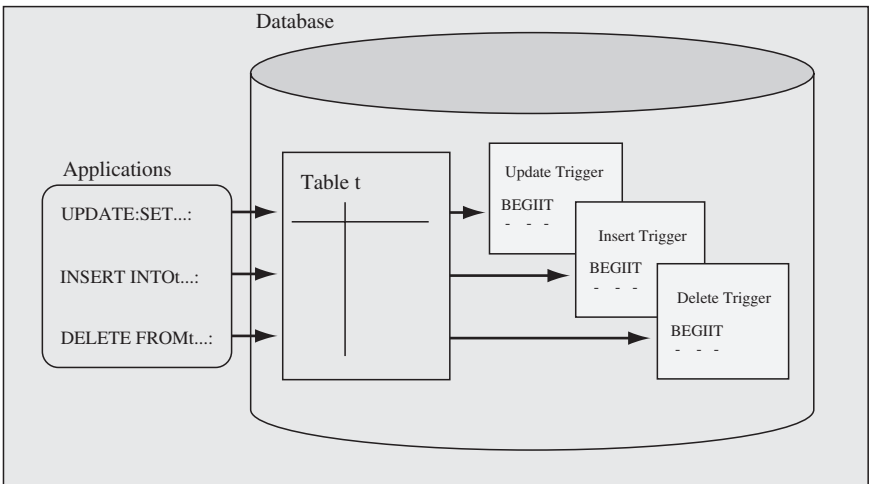 Database
Applications
UPDATE:SET...:
INSERT INTOt...:
DELETE FROMt...:
Table t
Update Trigger
BEGIIT
- - -
Insert Trigger
BEGIIT
- - -
Delete Trigger
BEGIIT
- - -